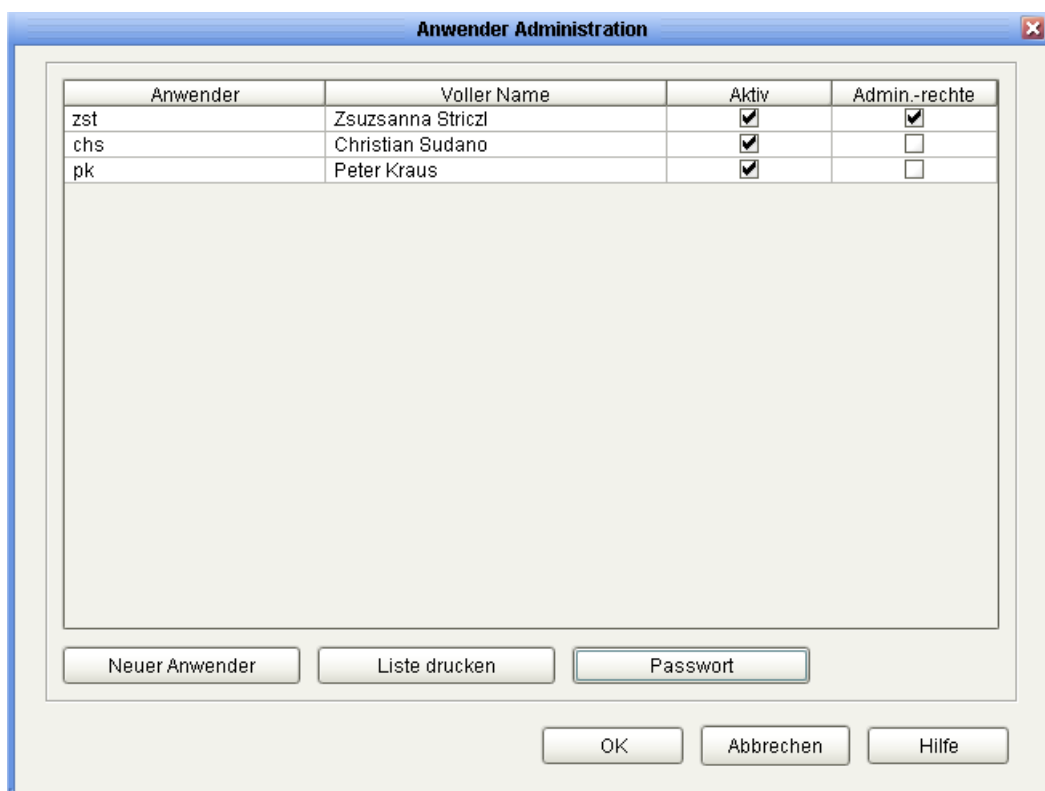 Anwender Administration
Anwender Voller Name Aktiv Admin.-rechte
zst Zsuzsanna Striczl
chs Christian Sudano
pk Peter Kraus
Neuer Anwender Liste drucken Passwort
OK Abbrechen Hilfe